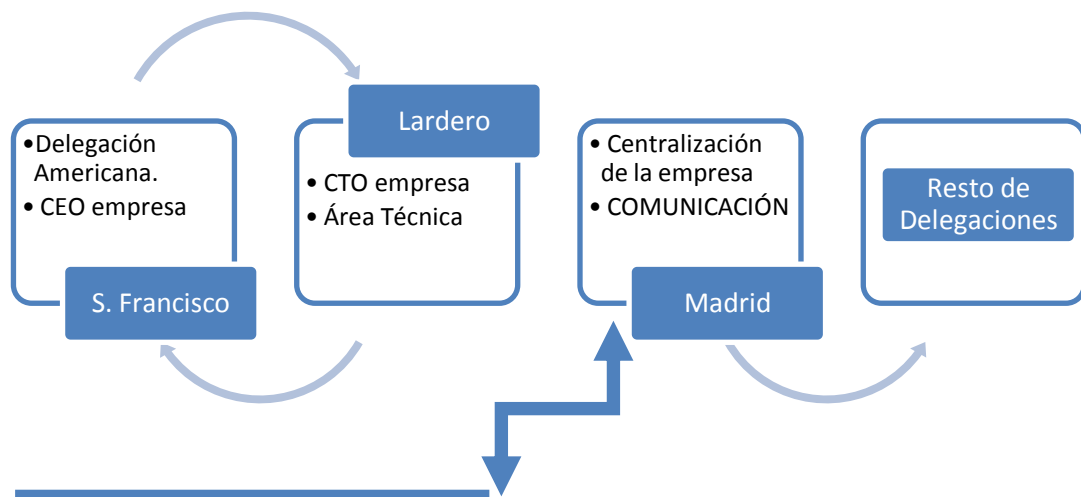 •Delegación
Americana.
•CEO empresa
S. Francisco
Lardero
• CTO empresa
• Área Técnica
• Centralización
de la empresa
• COMUNICACIÓN
Madrid
Resto de
Delegaciones